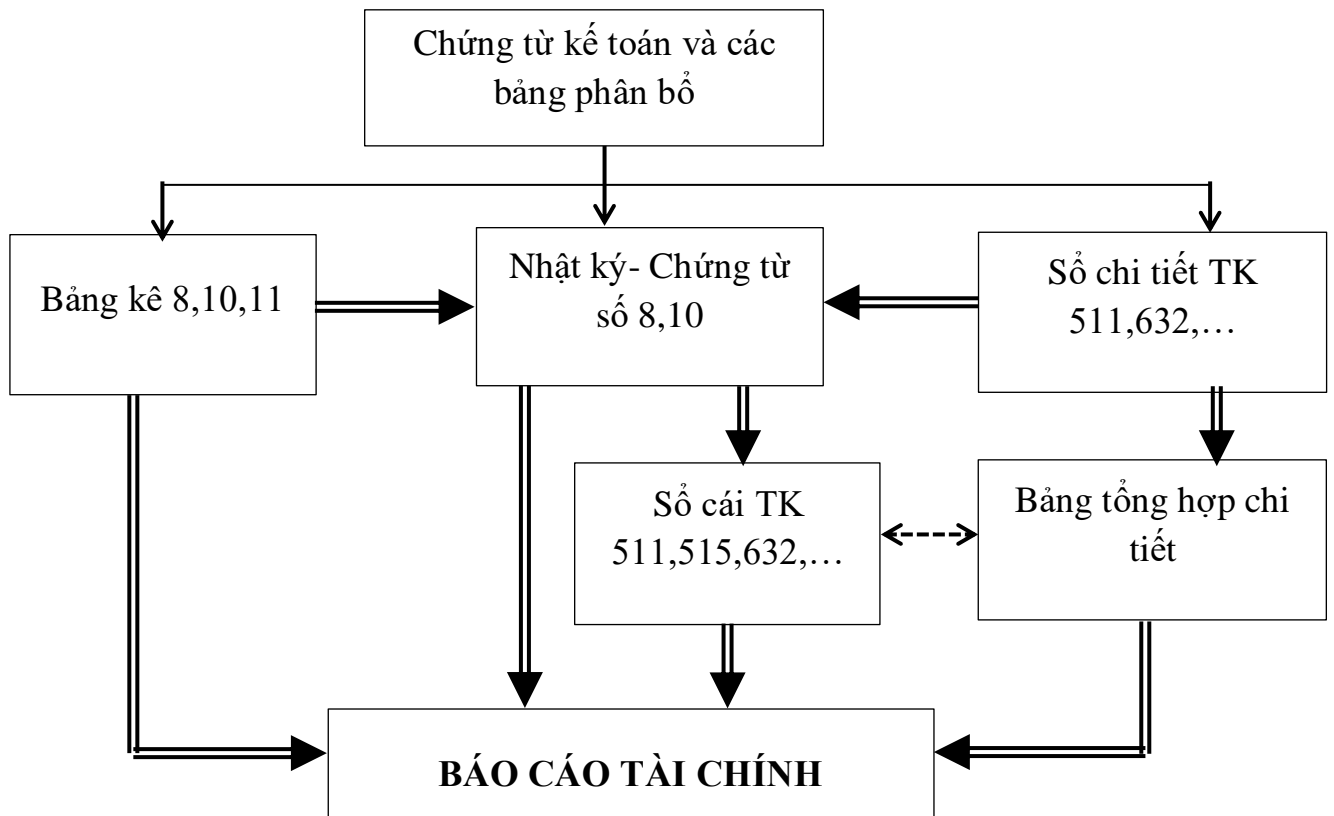 Chứng từ kế toán và các
bảng phân bổ
Bảng kê 8,10,11
Nhật ký- Chứng từ
số 8,10
Sổ chi tiết TK
511,632,…
Sổ cái TK
511,515,632,…
Bảng tổng hợp chi
tiết
BÁO CÁO TÀI CHÍNH